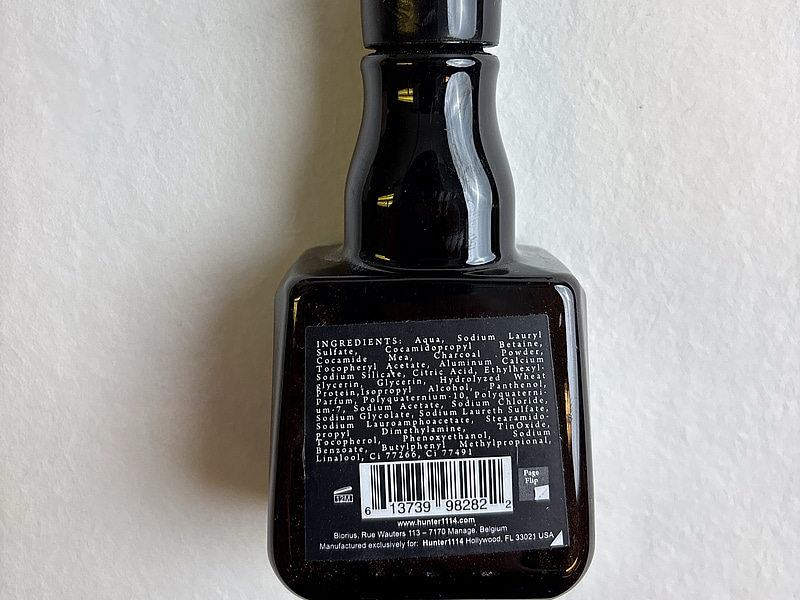 INGREDIENTS: Aqua, Sodium Lauryl
Sulfate, Cocamidopropyl Betaine,
Cocamide Mea, Charcoal Powder,
Tocopheryl Acetate, Aluminum Calcium
Sodium Silicate, Citric Acid, Ethylhexyl-
glycerin, Glycerin, Hydrolyzed Wheat
Protein,Isopropyl Alcohol, Panthenol,
Parfum, Polyquaternium-10, Polyquaterni-
um-7, Sodium Acetate, Sodium Chloride,
Sodium Glycolate, Sodium Laureth Sulfate,
Sodium Lauroamphoacetate, Stearamido-
propyl Dimethylamine, TinOxide,
Tocopherol, Phenoxyethanol, Sodium
Benzoate, Butylphenyl Methylpropional,
Linalool, Ci 77266, Ci 77491
Page
Flip
12M
6 13739 98282 2
www.hunter1114.com
Biorius, Rue Wauters 113 – 7170 Manage, Belgium
Manufactured exclusively for: Hunter1114 Hollywood, FL 33021 USA